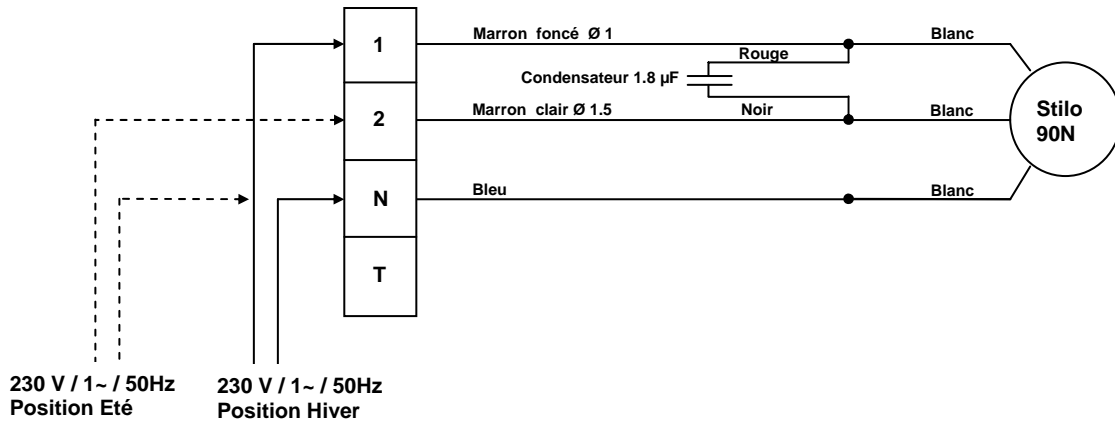 1
Marron foncé Ø 1
Blanc
Rouge
Condensateur 1.8 µF
Stilo
90N
2
Marron clair Ø 1.5
Noir
Blanc
N
Bleu
Blanc
T
230 V / 1~ / 50Hz
Position Eté
230 V / 1~ / 50Hz
Position Hiver